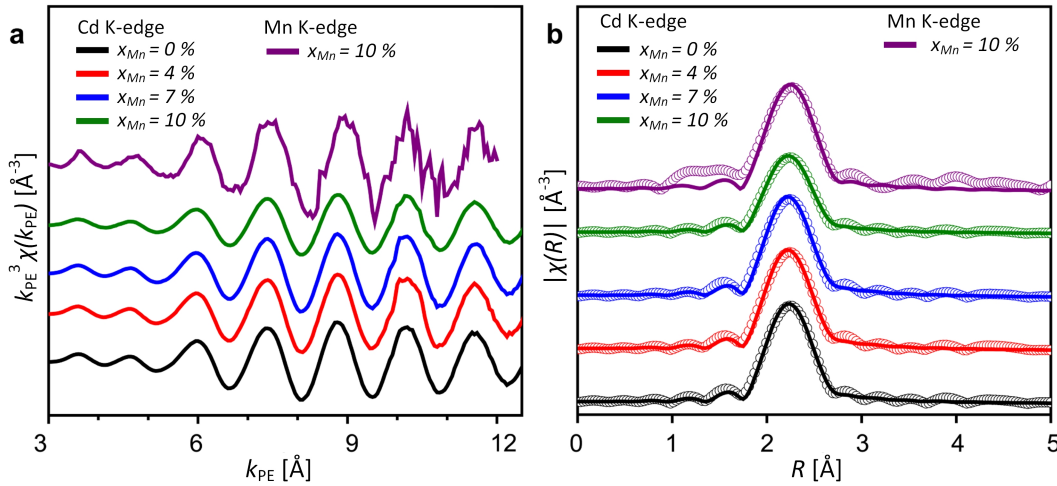 a
Cd K-edge
Mn K-edge
x_Mn = 0 %
x_Mn = 10 %
x_Mn = 4 %
x_Mn = 7 %
x_Mn = 10 %
k_PE³ χ(k_PE) [Å⁻³]
3
6
9
12
k_PE [Å]
b
Cd K-edge
Mn K-edge
x_Mn = 0 %
x_Mn = 10 %
x_Mn = 4 %
x_Mn = 7 %
x_Mn = 10 %
|χ(R)| [Å⁻³]
0
1
2
3
4
5
R [Å]